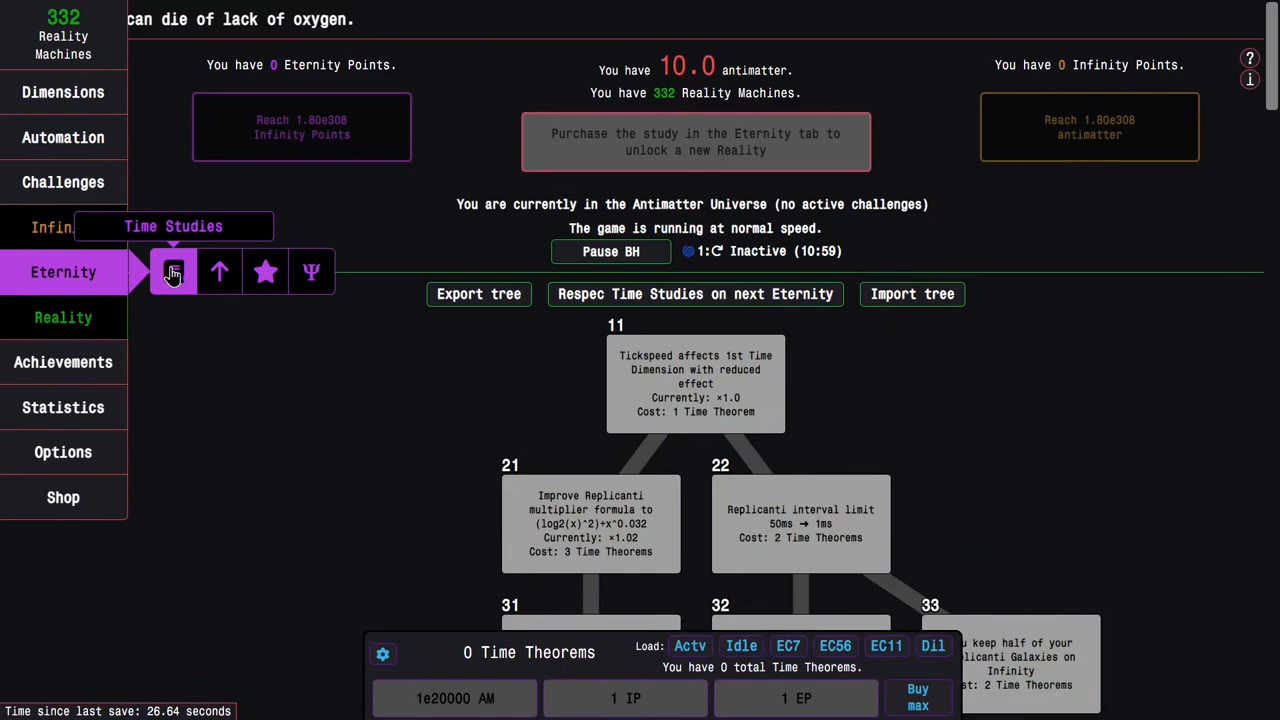 332
Reality
Machines
can die of lack of oxygen.
Dimensions
Automation
Challenges
Infin
Eternity
Reality
Achievements
Statistics
Options
Shop
Time Studies
Ψ
You have 0 Eternity Points.
Reach 1.80e308
Infinity Points
You have 10.0 antimatter.
You have 332 Reality Machines.
Purchase the study in the Eternity tab to
unlock a new Reality
You have 0 Infinity Points.
Reach 1.80e308
antimatter
?
i
You are currently in the Antimatter Universe (no active challenges)
The game is running at normal speed.
Pause BH
1: Inactive (10:59)
Export tree
Respec Time Studies on next Eternity
Import tree
11
Tickspeed affects 1st Time
Dimension with reduced
effect
Currently: ×1.0
Cost: 1 Time Theorem
21
Improve Replicanti
multiplier formula to
(log2(x)^2)+x^0.032
Currently: ×1.02
Cost: 3 Time Theorems
22
Replicanti interval limit
50ms → 1ms
Cost: 2 Time Theorems
31
32
33
u keep half of your
plicanti Galaxies on
Infinity
st: 2 Time Theorems
0 Time Theorems
Load: Actv Idle EC7 EC56 EC11 Dil
You have 0 total Time Theorems.
1e20000 AM
1 IP
1 EP
Buy
max
Time since last save: 26.64 seconds